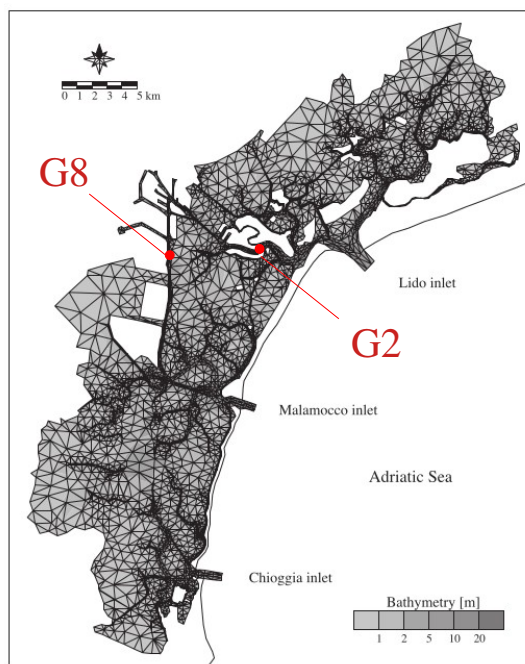 0 1 2 3 4 5 km
G8
Lido inlet
G2
Malamocco inlet
Adriatic Sea
Chioggia inlet
Bathymetry [m]
1 2 5 10 20